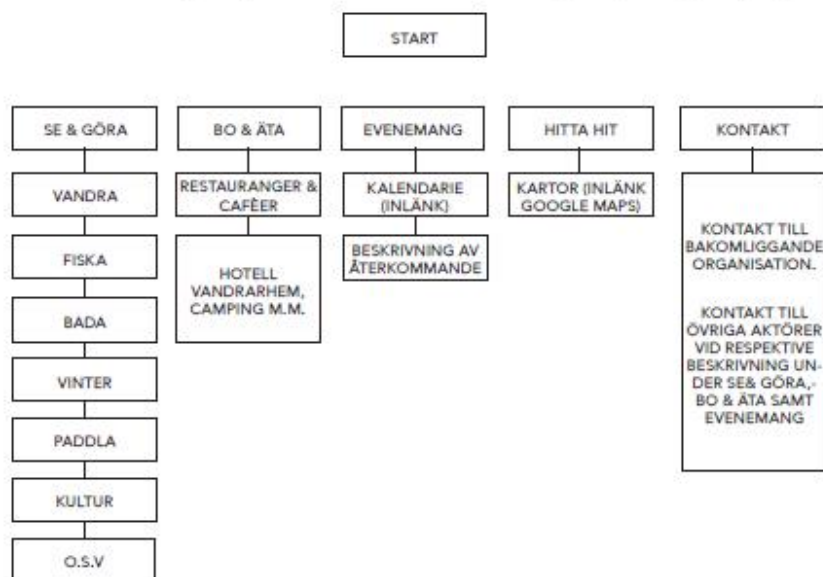 START
SE & GÖRA
VANDRA
FISKA
BADA
VINTER
PADDLA
KULTUR
O.S.V
BO & ÄTA
RESTAURANGER &
CAFÈER
HOTELL
VANDRARHEM,
CAMPING M.M.
EVENEMANG
KALENDARIE
(INLÄNK)
BESKRIVNING AV
ÅTERKOMMANDE
HITTA HIT
KARTOR (INLÄNK
GOOGLE MAPS)
KONTAKT
KONTAKT TILL
BAKOMLIGGANDE
ORGANISATION.
KONTAKT TILL
ÖVRIGA AKTÖRER
VID RESPEKTIVE
BESKRIVNING UN-
DER SE& GÖRA,-
BO & ÄTA SAMT
EVENEMANG